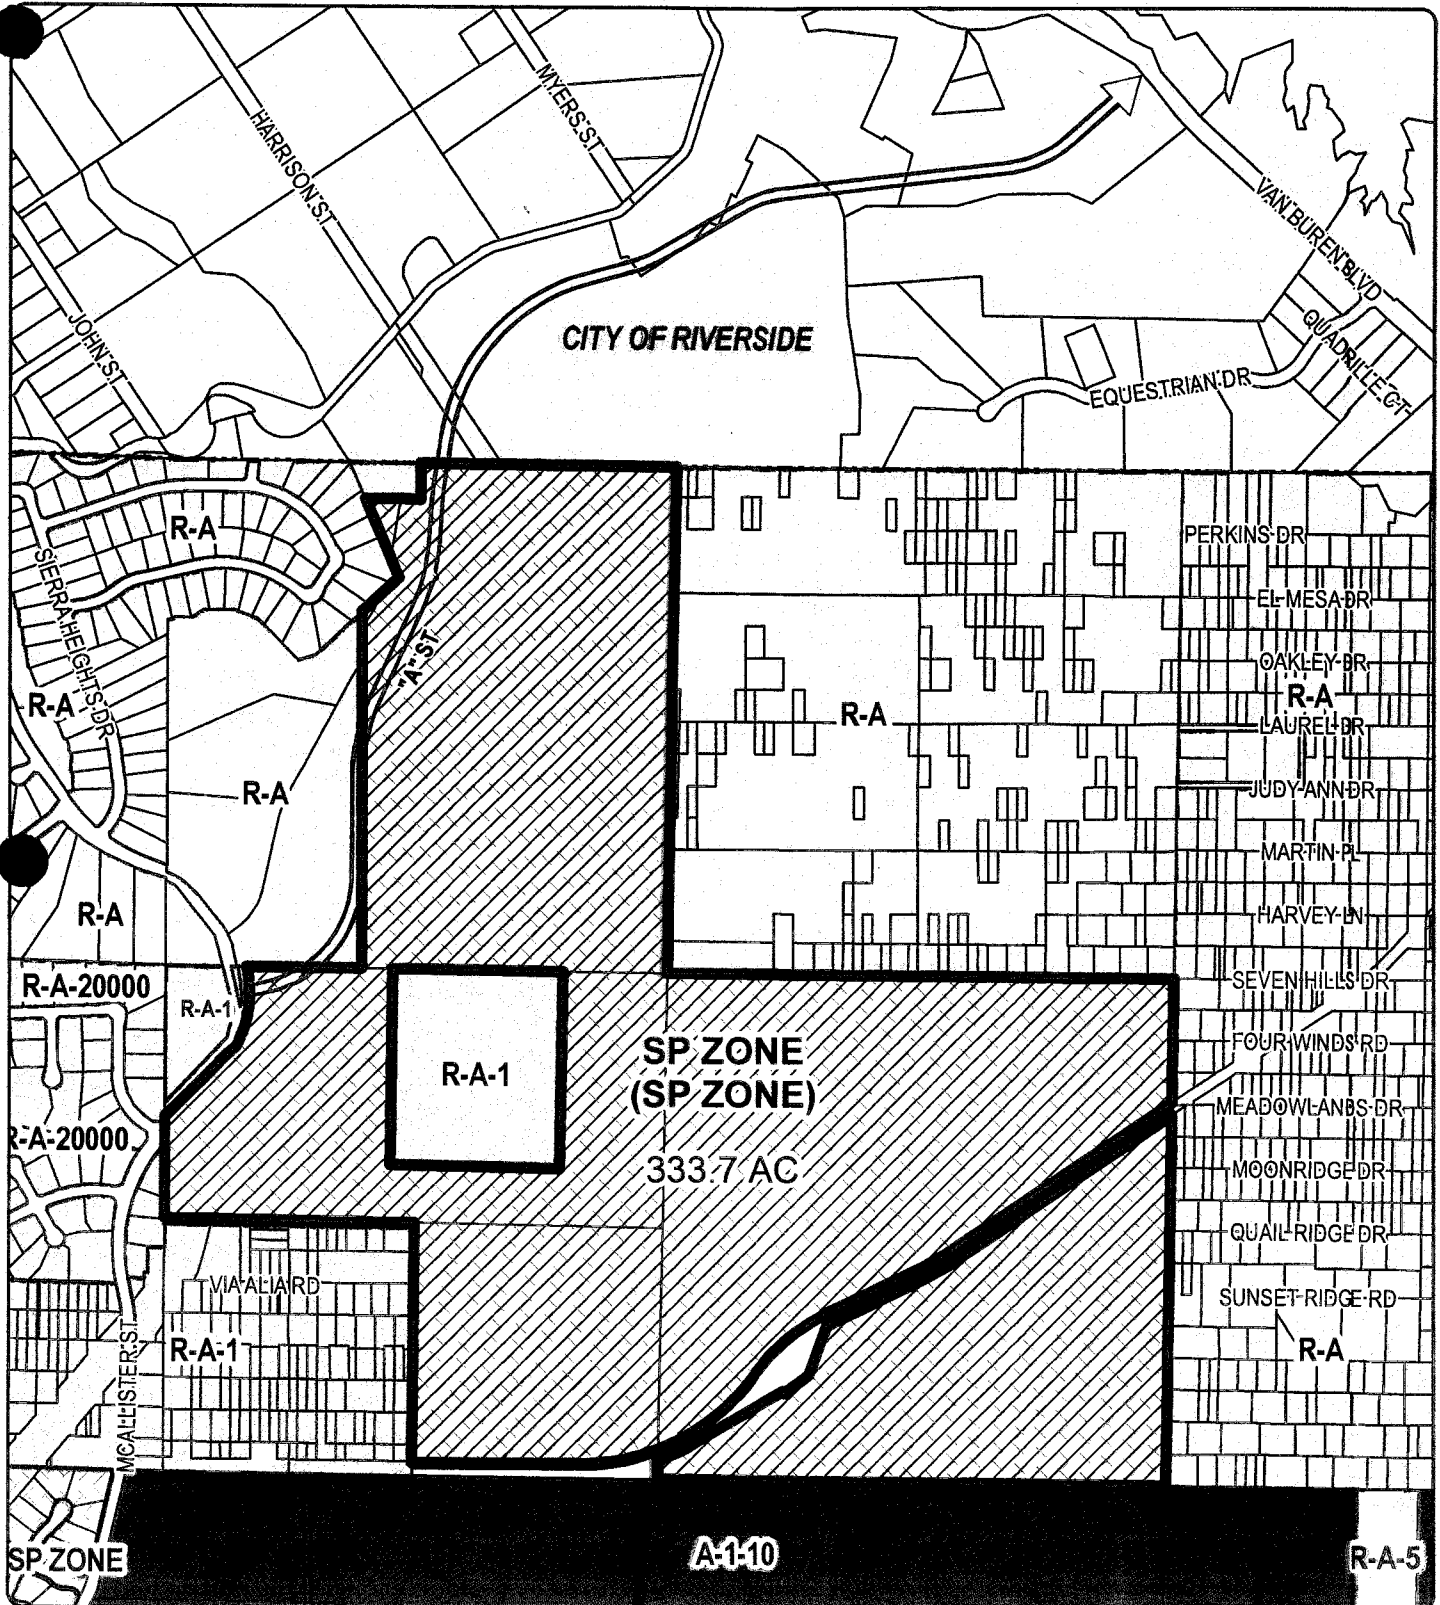 MYERS ST
HARRISON ST
VAN BUREN BLVD
JOHN ST
CITY OF RIVERSIDE
QUADRILLE CT
EQUESTRIAN DR
R-A
PERKINS DR
SIERRA HEIGHTS DR
EL MESA DR
"A" ST
OAKLEY DR
R-A
R-A
R-A
LAUREL DR
R-A
JUDY ANN DR
MARTIN PL
R-A
HARVEY LN
R-A-20000
SEVEN HILLS DR
R-A-1
FOUR WINDS RD
SP ZONE
(SP ZONE)
R-A-1
MEADOWLANDS DR
R-A-20000
333.7 AC
MOONRIDGE DR
QUAIL RIDGE DR
VIA ALIA RD
SUNSET RIDGE RD
MCALLISTER ST
R-A-1
R-A
SP ZONE
A-1-10
R-A-5